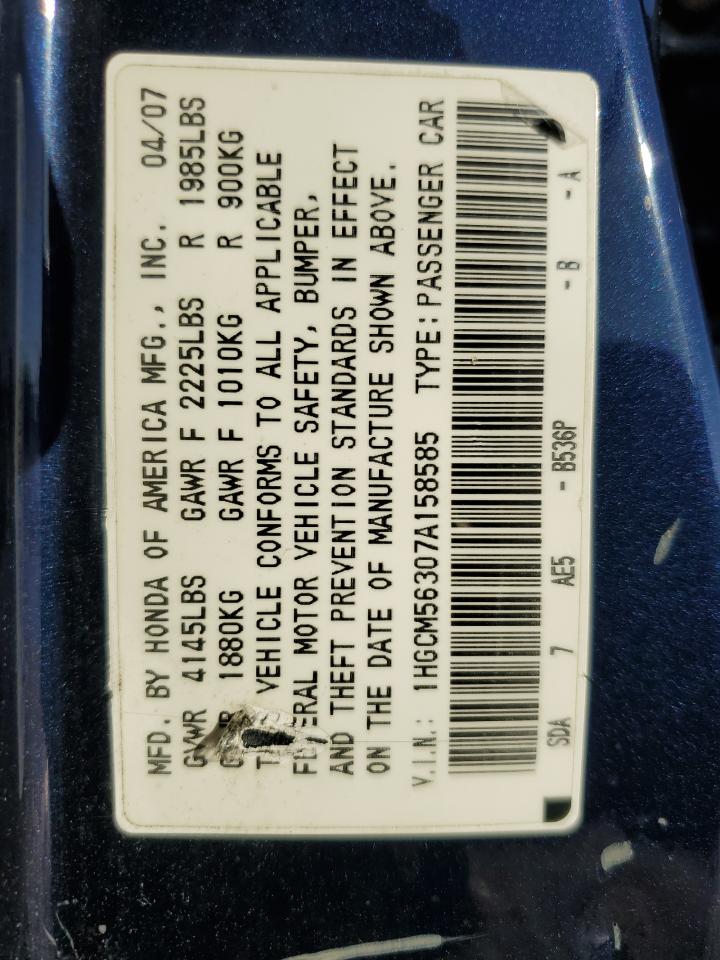 MFD. BY HONDA OF AMERICA MFG., INC. 04/07
GVWR 4145LBS GAWR F 2225LBS R 1985LBS
1880KG GAWR F 1010KG R 900KG
VEHICLE CONFORMS TO ALL APPLICABLE
MOTOR VEHICLE SAFETY, BUMPER,
AND THEFT PREVENTION STANDARDS IN EFFECT
ON THE DATE OF MANUFACTURE SHOWN ABOVE.
V.I.N.: 1HGCM56307A158585 TYPE: PASSENGER CAR
SDA 7 AE5 - B536P - B - A